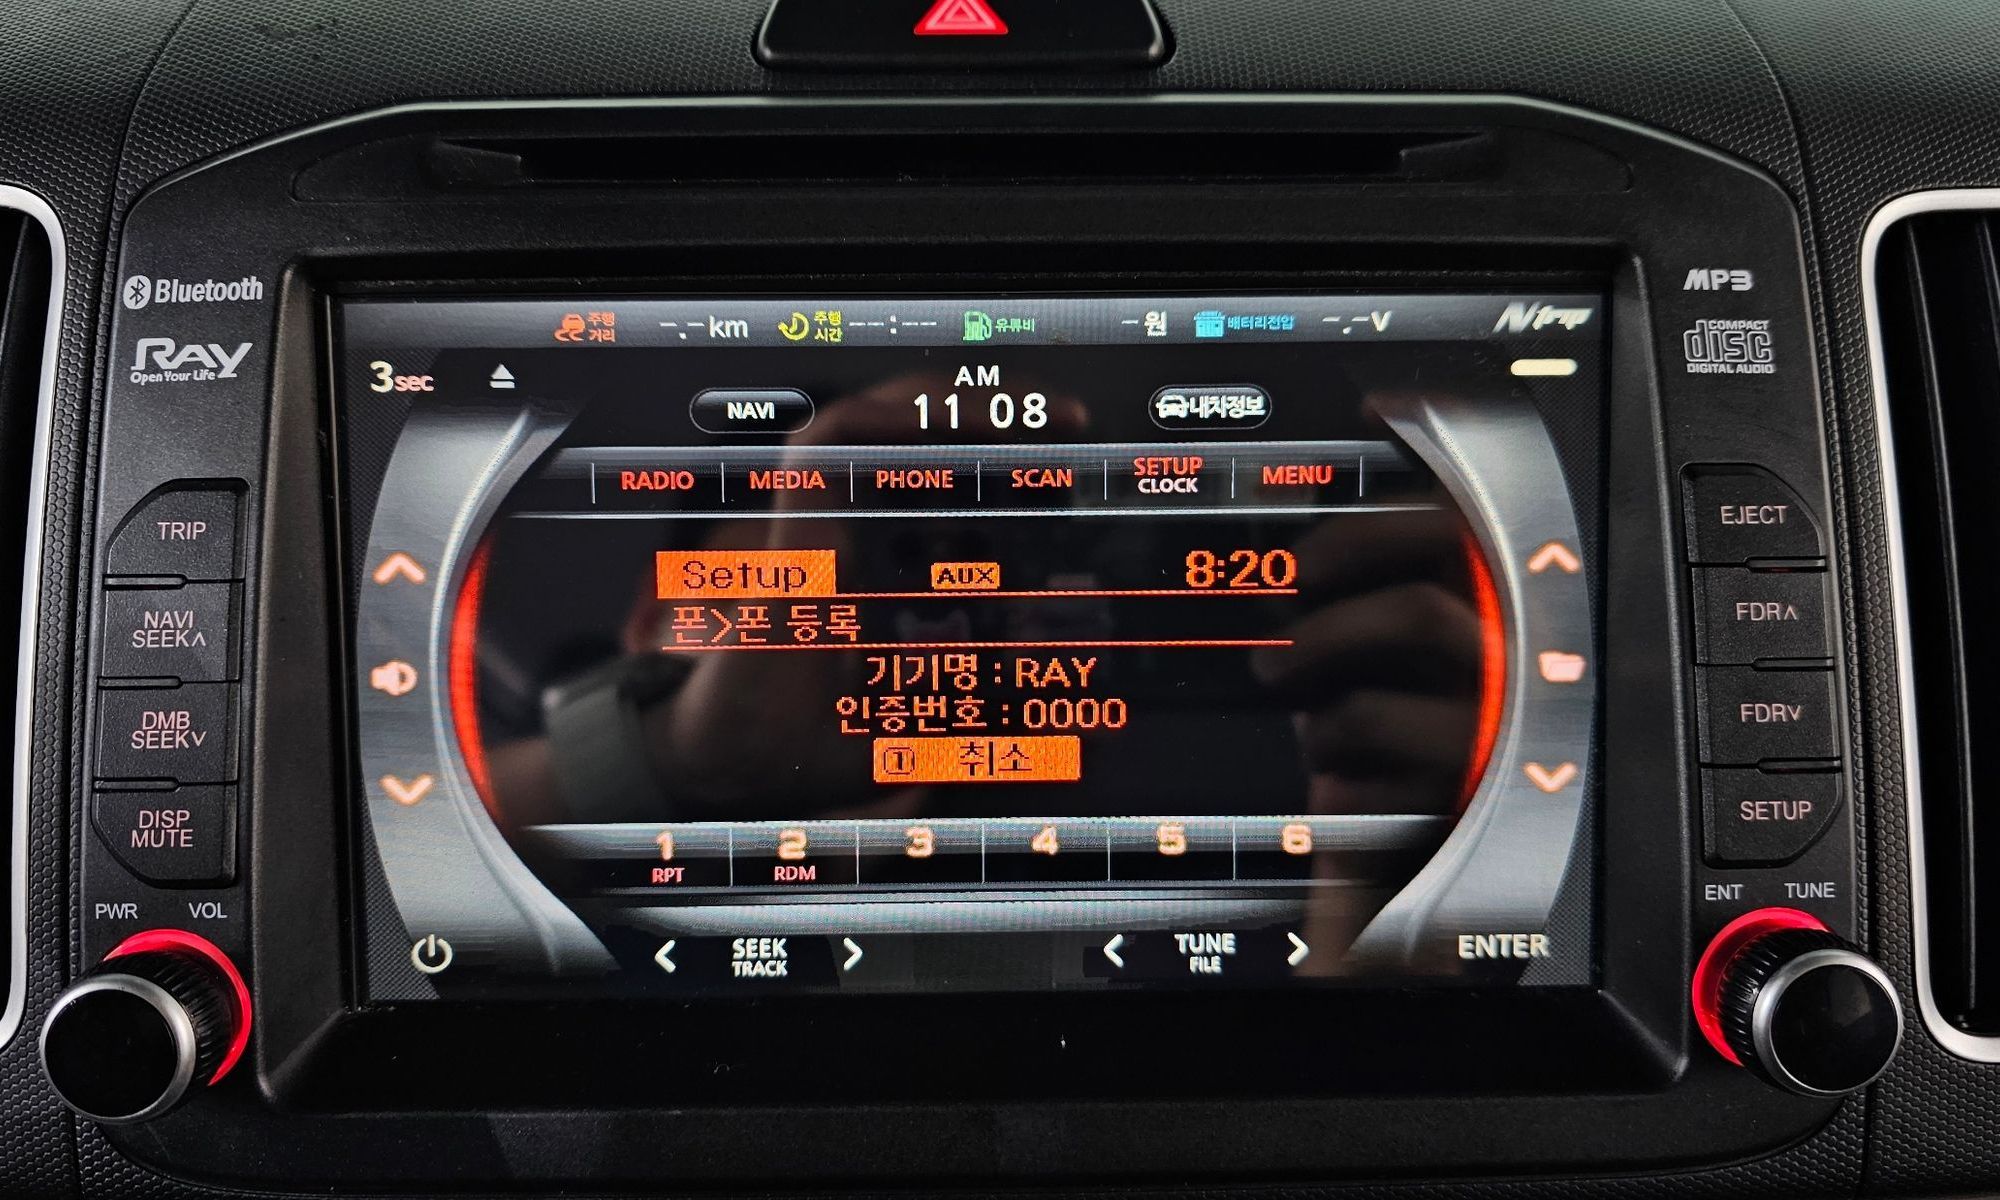 Bluetooth
RAY
Open Your Life
MP3
COMPACT
disc
DIGITAL AUDIO
주행
거리
-.-km
주행
시간
--:--
유류비
-원
배터리전압
-.-V
Ntrip
3sec
NAVI
AM
11 08
내차정보
RADIO
MEDIA
PHONE
SCAN
SETUP
CLOCK
MENU
Setup
AUX
8:20
폰>폰 등록
기기명 : RAY
인증번호 : 0000
① 취소
1
RPT
2
RDM
3
4
5
6
< SEEK >
TRACK
< TUNE >
FILE
ENTER
TRIP
NAVI
SEEK∧
DMB
SEEK∨
DISP
MUTE
PWR
VOL
EJECT
FDR∧
FDR∨
SETUP
ENT
TUNE